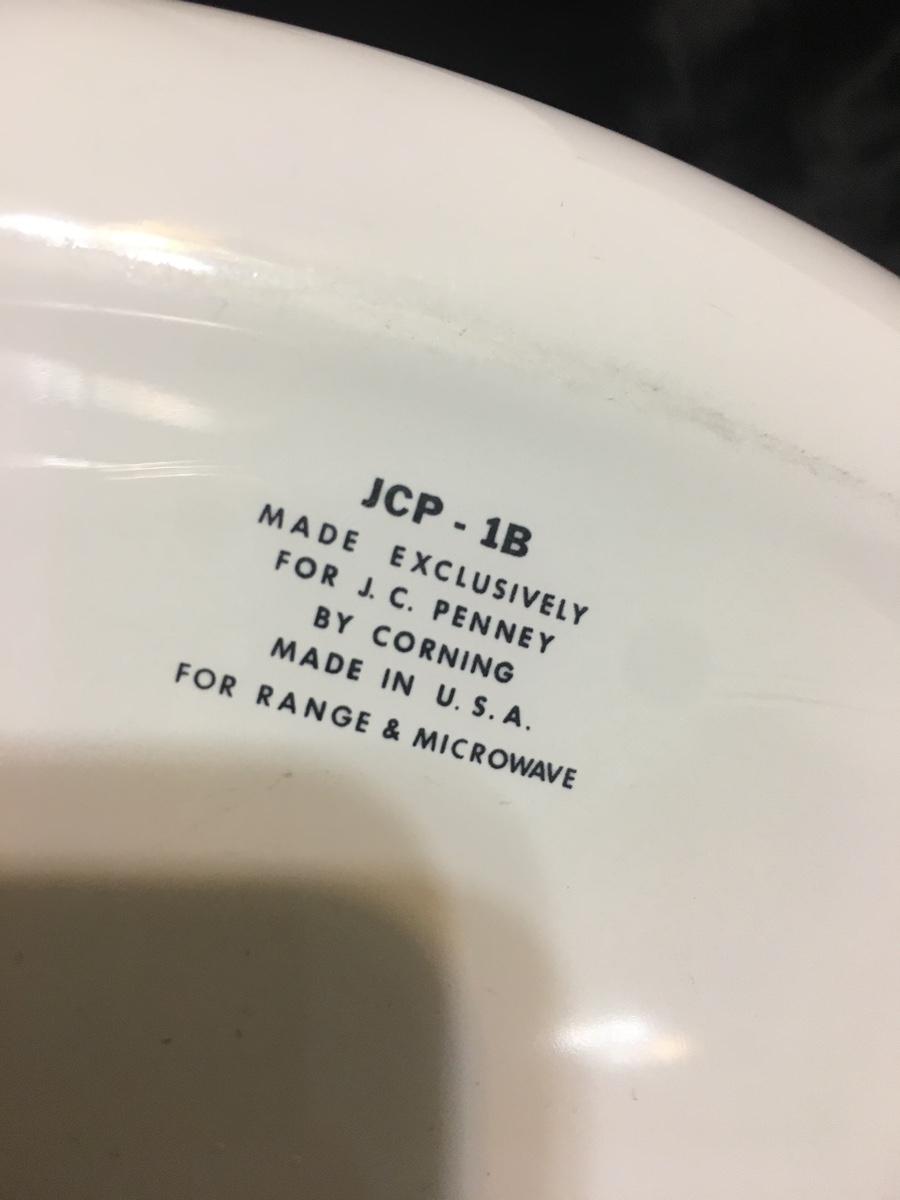 JCP - 1B
MADE EXCLUSIVELY
FOR J. C. PENNEY
BY CORNING
MADE IN U. S. A.
FOR RANGE & MICROWAVE